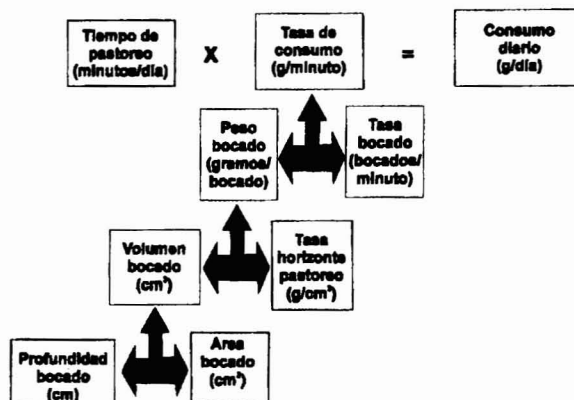 Tiempo de
pastoreo
(minutos/día)
X
Tasa de
consumo
(g/minuto)
=
Consumo
diario
(g/día)
Peso
bocado
(gramos/
bocado)
Tasa
bocado
(bocados/
minuto)
Volumen
bocado
(cm³)
Tasa
horizonte
pastoreo
(g/cm³)
Profundidad
bocado
(cm)
Area
bocado
(cm²)